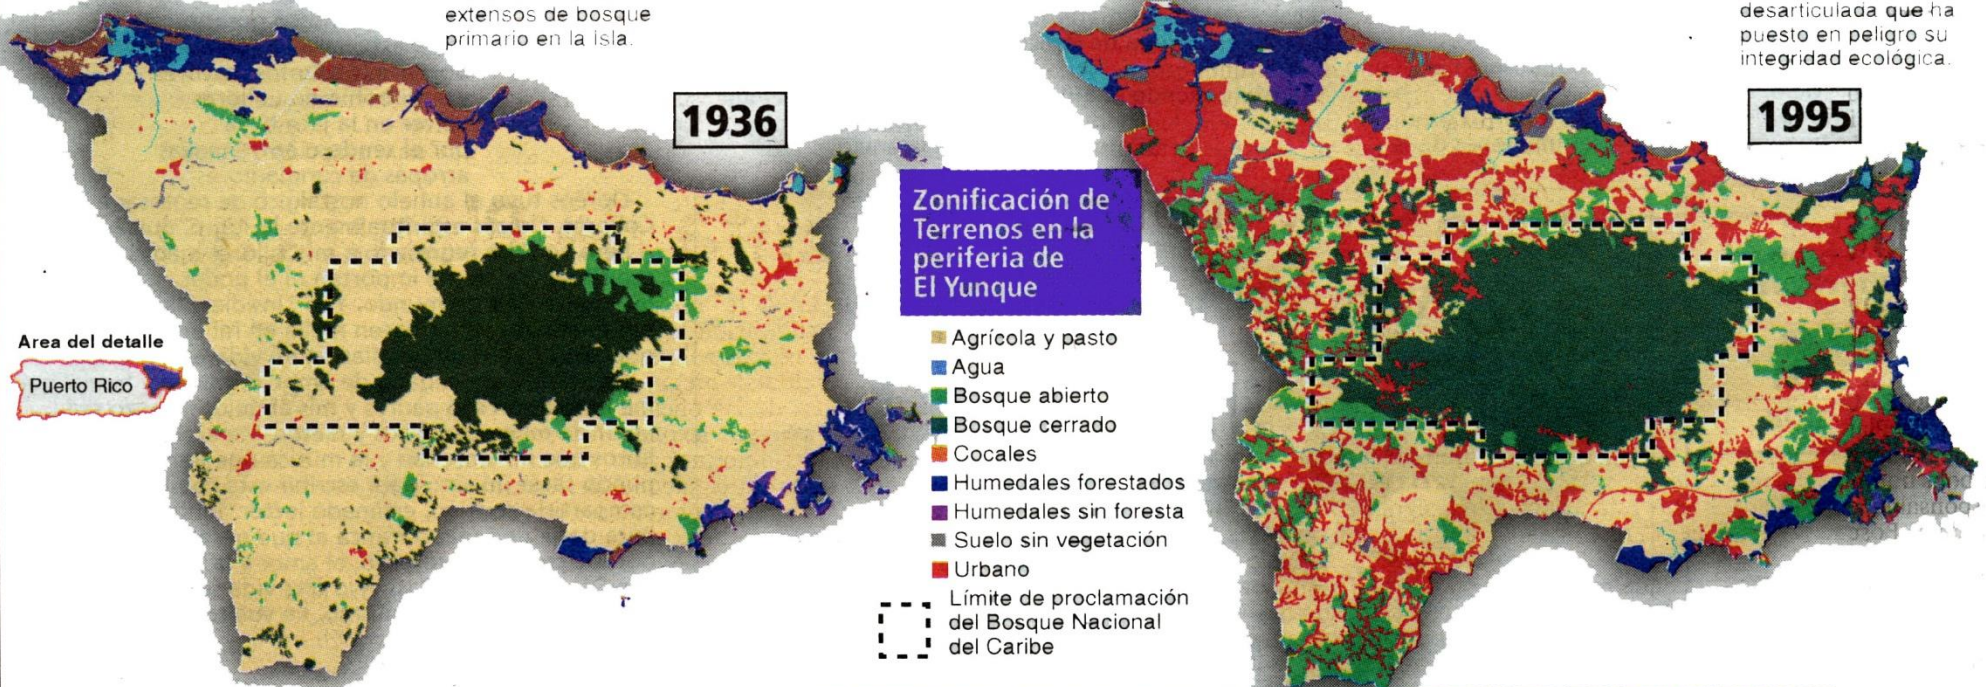 extensos de bosque
primario en la isla.
1936
Area del detalle
Puerto Rico
Zonificación de
Terrenos en la
periferia de
El Yunque
Agrícola y pasto
Agua
Bosque abierto
Bosque cerrado
Cocales
Humedales forestados
Humedales sin foresta
Suelo sin vegetación
Urbano
Límite de proclamación
del Bosque Nacional
del Caribe
desarticulada que ha
puesto en peligro su
integridad ecológica.
1995